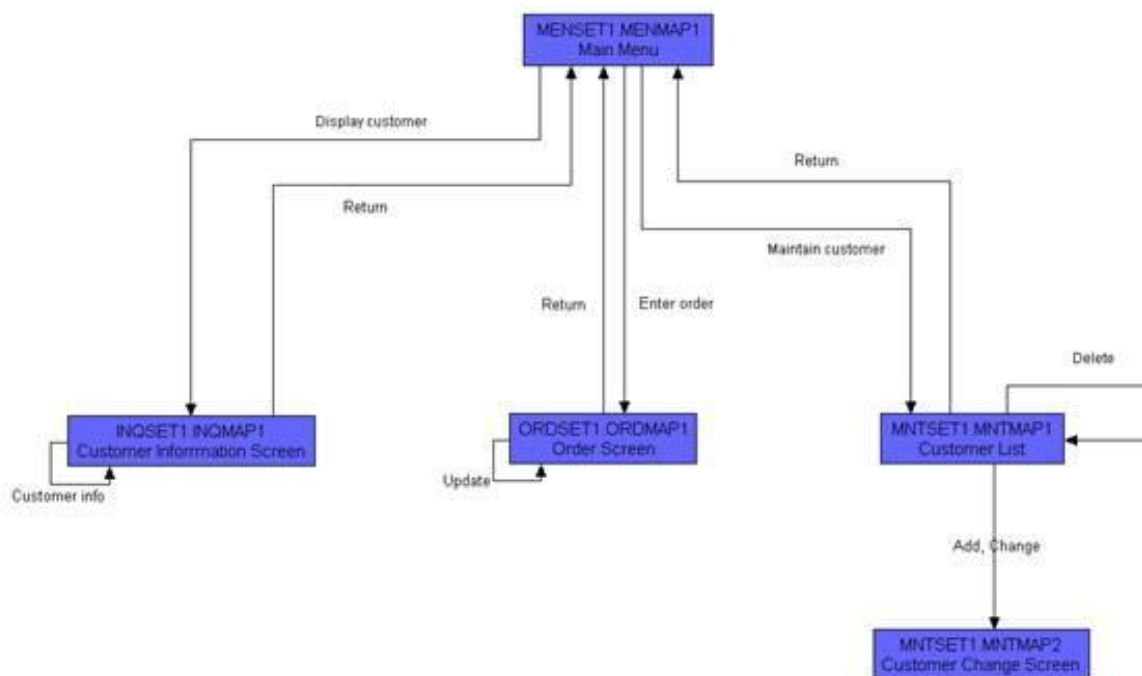 MENSET1.MENMAP1
Main Menu
Display customer
Return
Return
Maintain customer
Return
Enter order
Delete
INQSET1.INQMAP1
Customer Inforrmation Screen
Customer info
ORDSET1.ORDMAP1
Order Screen
Update
MNTSET1.MNTMAP1
Customer List
Add, Change
MNTSET1.MNTMAP2
Customer Change Screen